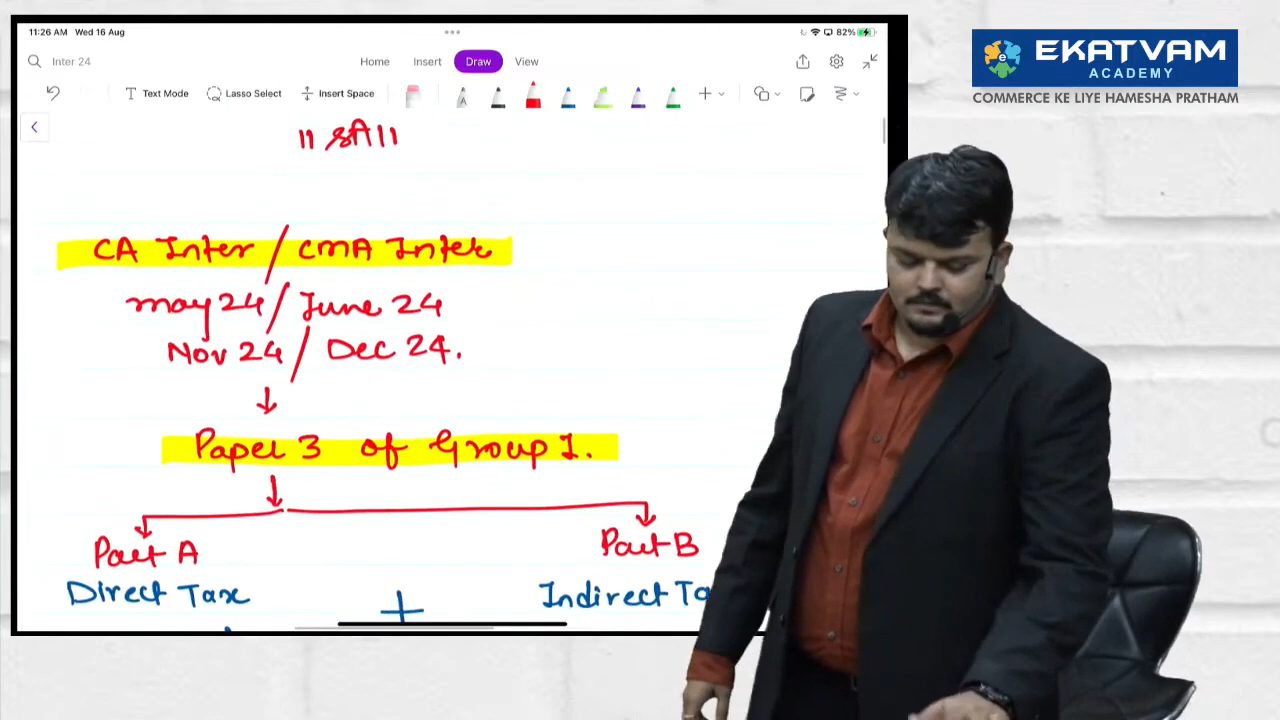 11:26 AM Wed 16 Aug
82%
Inter 24
Home Insert Draw View
Text Mode Lasso Select Insert Space
EKATVAM
ACADEMY
COMMERCE KE LIYE HAMESHA PRATHAM
CA Inter / CMA Inter
may 24 / June 24
Nov 24 / Dec 24.
Paper 3 of Group I.
Part A
Part B
Direct Tax
+
Indirect Ta